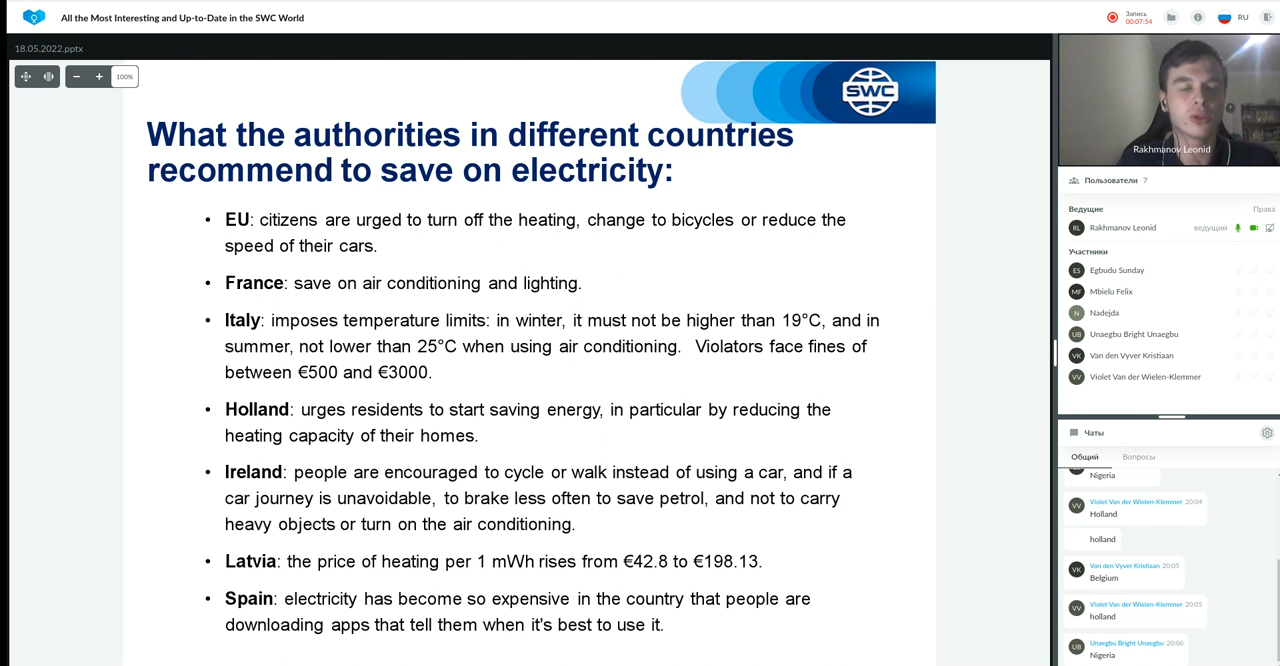 All the Most Interesting and Up-to-Date in the SWC World
Запись
00:07:54
RU
18.05.2022.pptx
100%
SWC
What the authorities in different countries
recommend to save on electricity:
• EU: citizens are urged to turn off the heating, change to bicycles or reduce the
speed of their cars.
• France: save on air conditioning and lighting.
• Italy: imposes temperature limits: in winter, it must not be higher than 19°C, and in
summer, not lower than 25°C when using air conditioning. Violators face fines of
between €500 and €3000.
• Holland: urges residents to start saving energy, in particular by reducing the
heating capacity of their homes.
• Ireland: people are encouraged to cycle or walk instead of using a car, and if a
car journey is unavoidable, to brake less often to save petrol, and not to carry
heavy objects or turn on the air conditioning.
• Latvia: the price of heating per 1 mWh rises from €42.8 to €198.13.
• Spain: electricity has become so expensive in the country that people are
downloading apps that tell them when it's best to use it.
Rakhmanov Leonid
Пользователи 7
Ведущие Права
RL Rakhmanov Leonid ведущий
Участники
ES Egbudu Sunday
MF Mbielu Felix
N Nadejda
UB Unaegbu Bright Unaegbu
VK Van den Vyver Kristiaan
VV Violet Van der Wielen-Klemmer
Чаты
Общий Вопросы
Nigeria
VV Violet Van der Wielen-Klemmer 20:04
Holland
holland
VK Van den Vyver Kristiaan 20:05
Belgium
VV Violet Van der Wielen-Klemmer 20:05
holland
UB Unaegbu Bright Unaegbu 20:06
Nigeria